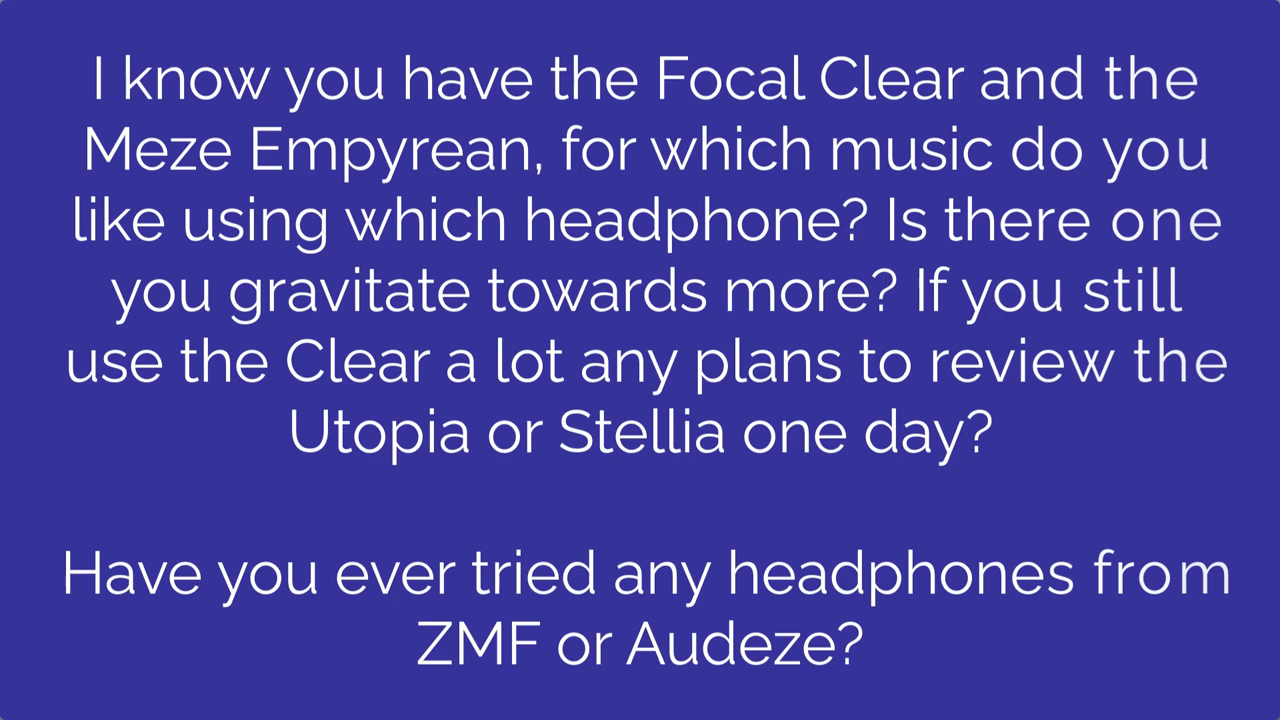 I know you have the Focal Clear and the
Meze Empyrean, for which music do you
like using which headphone? Is there one
you gravitate towards more? If you still
use the Clear a lot any plans to review the
Utopia or Stellia one day?
Have you ever tried any headphones from
ZMF or Audeze?